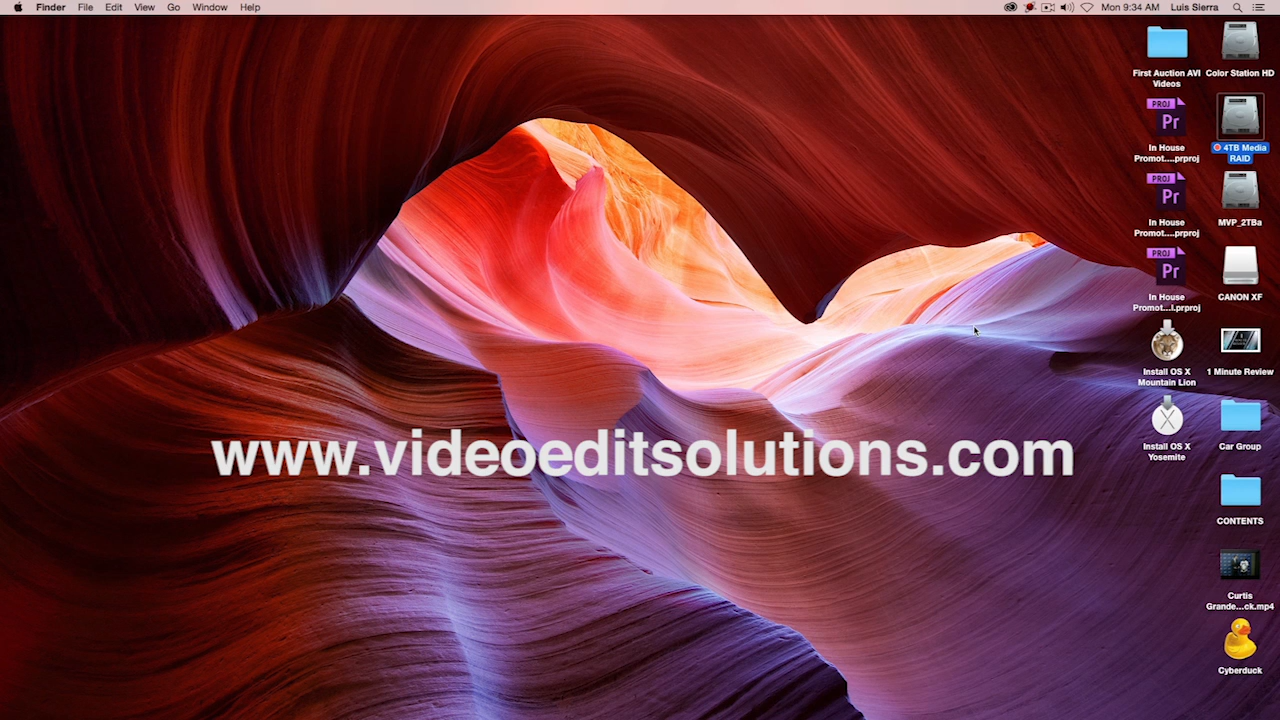 Finder File Edit View Go Window Help Mon 9:34 AM Luis Sierra
First Auction AVI
Videos
Color Station HD
PROJ
Pr
In House
Promot....prproj
4TB Media
RAID
PROJ
Pr
In House
Promot....prproj
MVP_2TBa
PROJ
Pr
In House
Promot...l.prproj
CANON XF
Install OS X
Mountain Lion
1 Minute Review
Install OS X
Yosemite
Car Group
www.videoeditsolutions.com
CONTENTS
Curtis
Grande...ck.mp4
Cyberduck